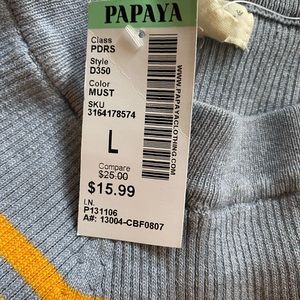 PAPAYA
Class
PDRS
Style
D350
Color
MUST
SKU
3164178574
L
Compare
$25.00
$15.99
I.N.
P131106
A#: 13004-CBF0807
WWW.PAPAYACLOTHING.COM